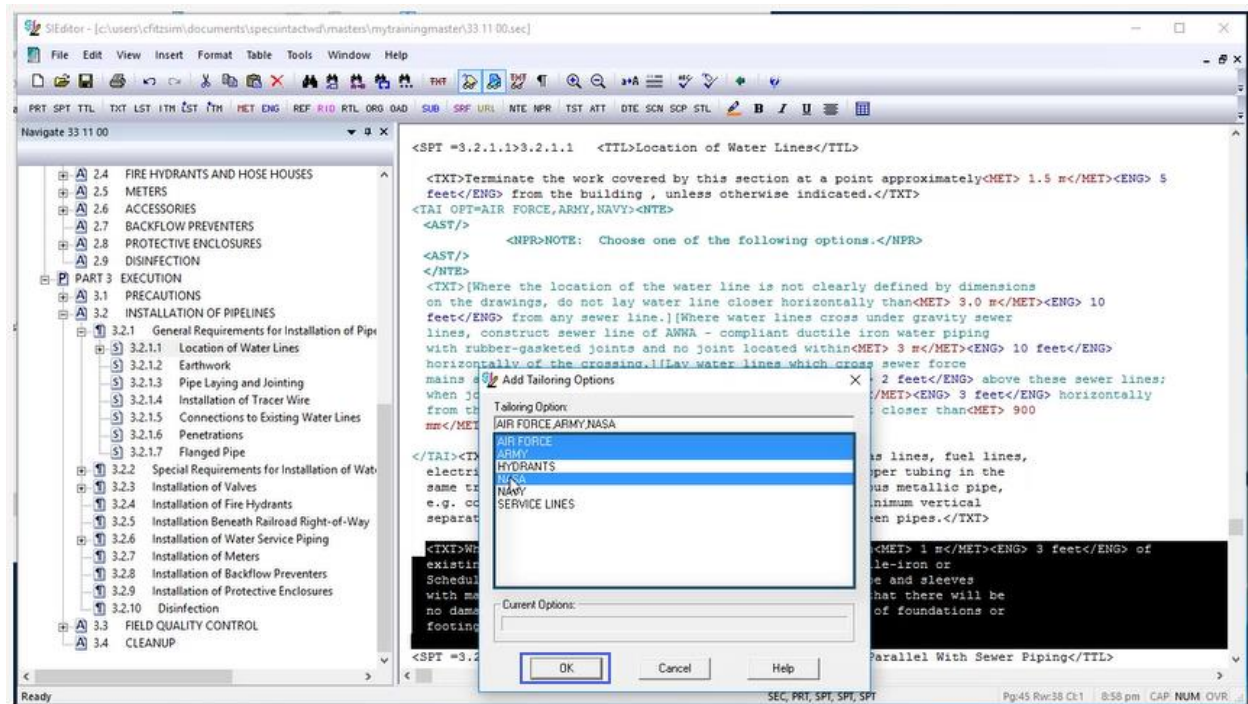 SIEditor - [c:\users\cfitzsim\documents\specsintactwd\masters\mytrainingmaster\33 11 00.sec]
File Edit View Insert Format Table Tools Window Help
PRT SPT TTL TXT LST ITM LST ITM MET ENG REF RID RTL ORG OAD SUB SRF URL NTE NPR TST ATT DTE SCN SCP STL B I U
Navigate 33 11 00
A 2.4 FIRE HYDRANTS AND HOSE HOUSES
A 2.5 METERS
A 2.6 ACCESSORIES
A 2.7 BACKFLOW PREVENTERS
A 2.8 PROTECTIVE ENCLOSURES
A 2.9 DISINFECTION
P PART 3 EXECUTION
A 3.1 PRECAUTIONS
A 3.2 INSTALLATION OF PIPELINES
1 3.2.1 General Requirements for Installation of Pipe
S 3.2.1.1 Location of Water Lines
S 3.2.1.2 Earthwork
S 3.2.1.3 Pipe Laying and Jointing
S 3.2.1.4 Installation of Tracer Wire
S 3.2.1.5 Connections to Existing Water Lines
S 3.2.1.6 Penetrations
S 3.2.1.7 Flanged Pipe
3.2.2 Special Requirements for Installation of Wat
3.2.3 Installation of Valves
3.2.4 Installation of Fire Hydrants
3.2.5 Installation Beneath Railroad Right-of-Way
3.2.6 Installation of Water Service Piping
3.2.7 Installation of Meters
3.2.8 Installation of Backflow Preventers
3.2.9 Installation of Protective Enclosures
3.2.10 Disinfection
A 3.3 FIELD QUALITY CONTROL
A 3.4 CLEANUP
<SPT =3.2.1.1>3.2.1.1 <TTL>Location of Water Lines</TTL>
<TXT>Terminate the work covered by this section at a point approximately<MET> 1.5 m</MET><ENG> 5
feet</ENG> from the building , unless otherwise indicated.</TXT>
<TAI OPT=AIR FORCE,ARMY,NAVY><NTE>
<AST/>
<NPR>NOTE: Choose one of the following options.</NPR>
<AST/>
</NTE>
<TXT>[Where the location of the water line is not clearly defined by dimensions
on the drawings, do not lay water line closer horizontally than<MET> 3.0 m</MET><ENG> 10
feet</ENG> from any sewer line.][Where water lines cross under gravity sewer
lines, construct sewer line of AWWA - compliant ductile iron water piping
with rubber-gasketed joints and no joint located within<MET> 3 m</MET><ENG> 10 feet</ENG>
horizontally of the crossing.][Lay water lines which cross sewer force
mains a 2 feet</ENG> above these sewer lines;
when jo /MET><ENG> 3 feet</ENG> horizontally
from th closer than<MET> 900
mm</MET
</TAI><TX s lines, fuel lines,
electri per tubing in the
same tr us metallic pipe,
e.g. co nimum vertical
separat een pipes.</TXT>
<TXT>Wh <MET> 1 m</MET><ENG> 3 feet</ENG> of
existin le-iron or
Schedul e and sleeves
with ma hat there will be
no dama of foundations or
footing
<SPT =3.2 Parallel With Sewer Piping</TTL>
Add Tailoring Options
Tailoring Option:
AIR FORCE,ARMY,NASA
AIR FORCE
ARMY
HYDRANTS
NASA
NAVY
SERVICE LINES
Current Options:
OK Cancel Help
Ready SEC, PRT, SPT, SPT, SPT Pg:45 Rw:38 Cl:1 8:58 pm CAP NUM OVR